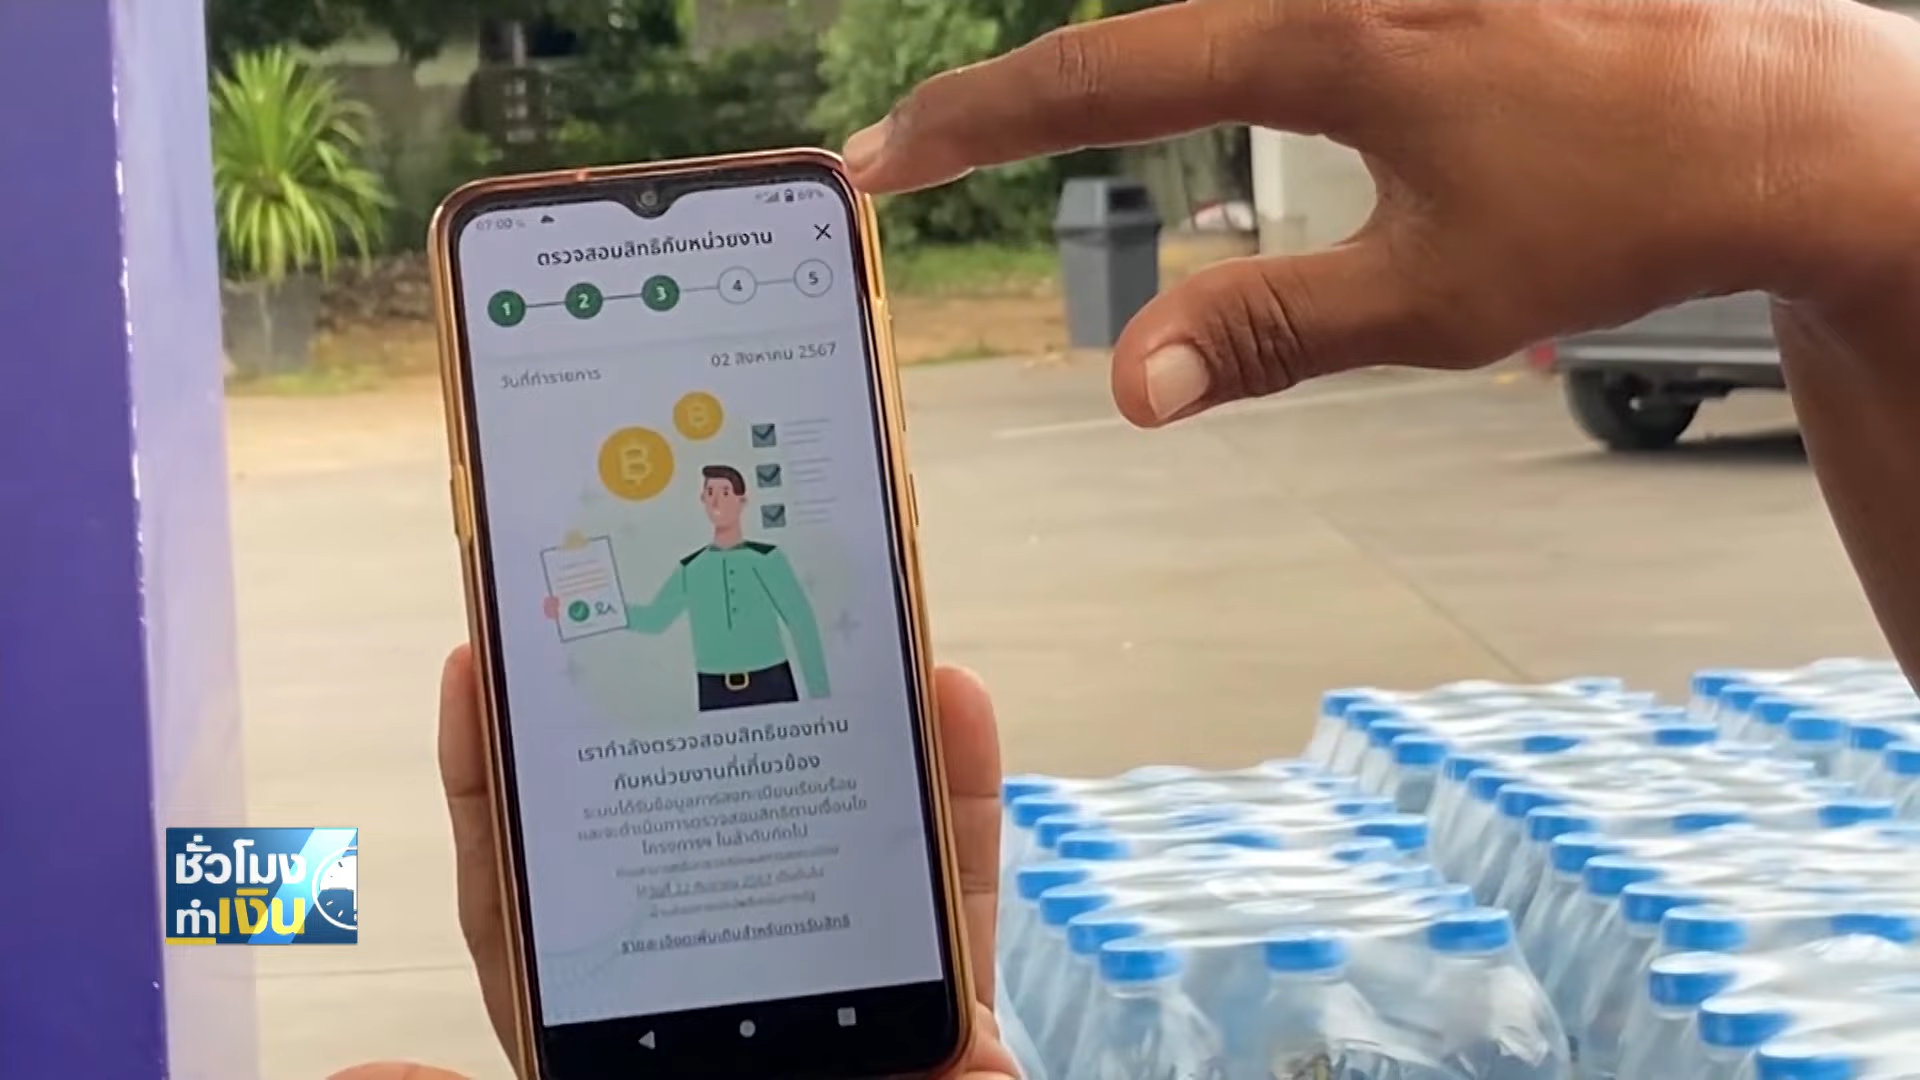 07:00
69%
ตรวจสอบสิทธิกับหน่วยงาน
1 2 3 4 5
วันที่ทำรายการ 02 สิงหาคม 2567
เรากำลังตรวจสอบสิทธิของท่าน
กับหน่วยงานที่เกี่ยวข้อง
ระบบได้รับข้อมูลการลงทะเบียนเรียบร้อย
และจะดำเนินการตรวจสอบสิทธิตามเงื่อนไข
โครงการฯ ในลำดับถัดไป
รายละเอียดเพิ่มเติมสำหรับการรับสิทธิ
ชั่วโมง
ทำเงิน